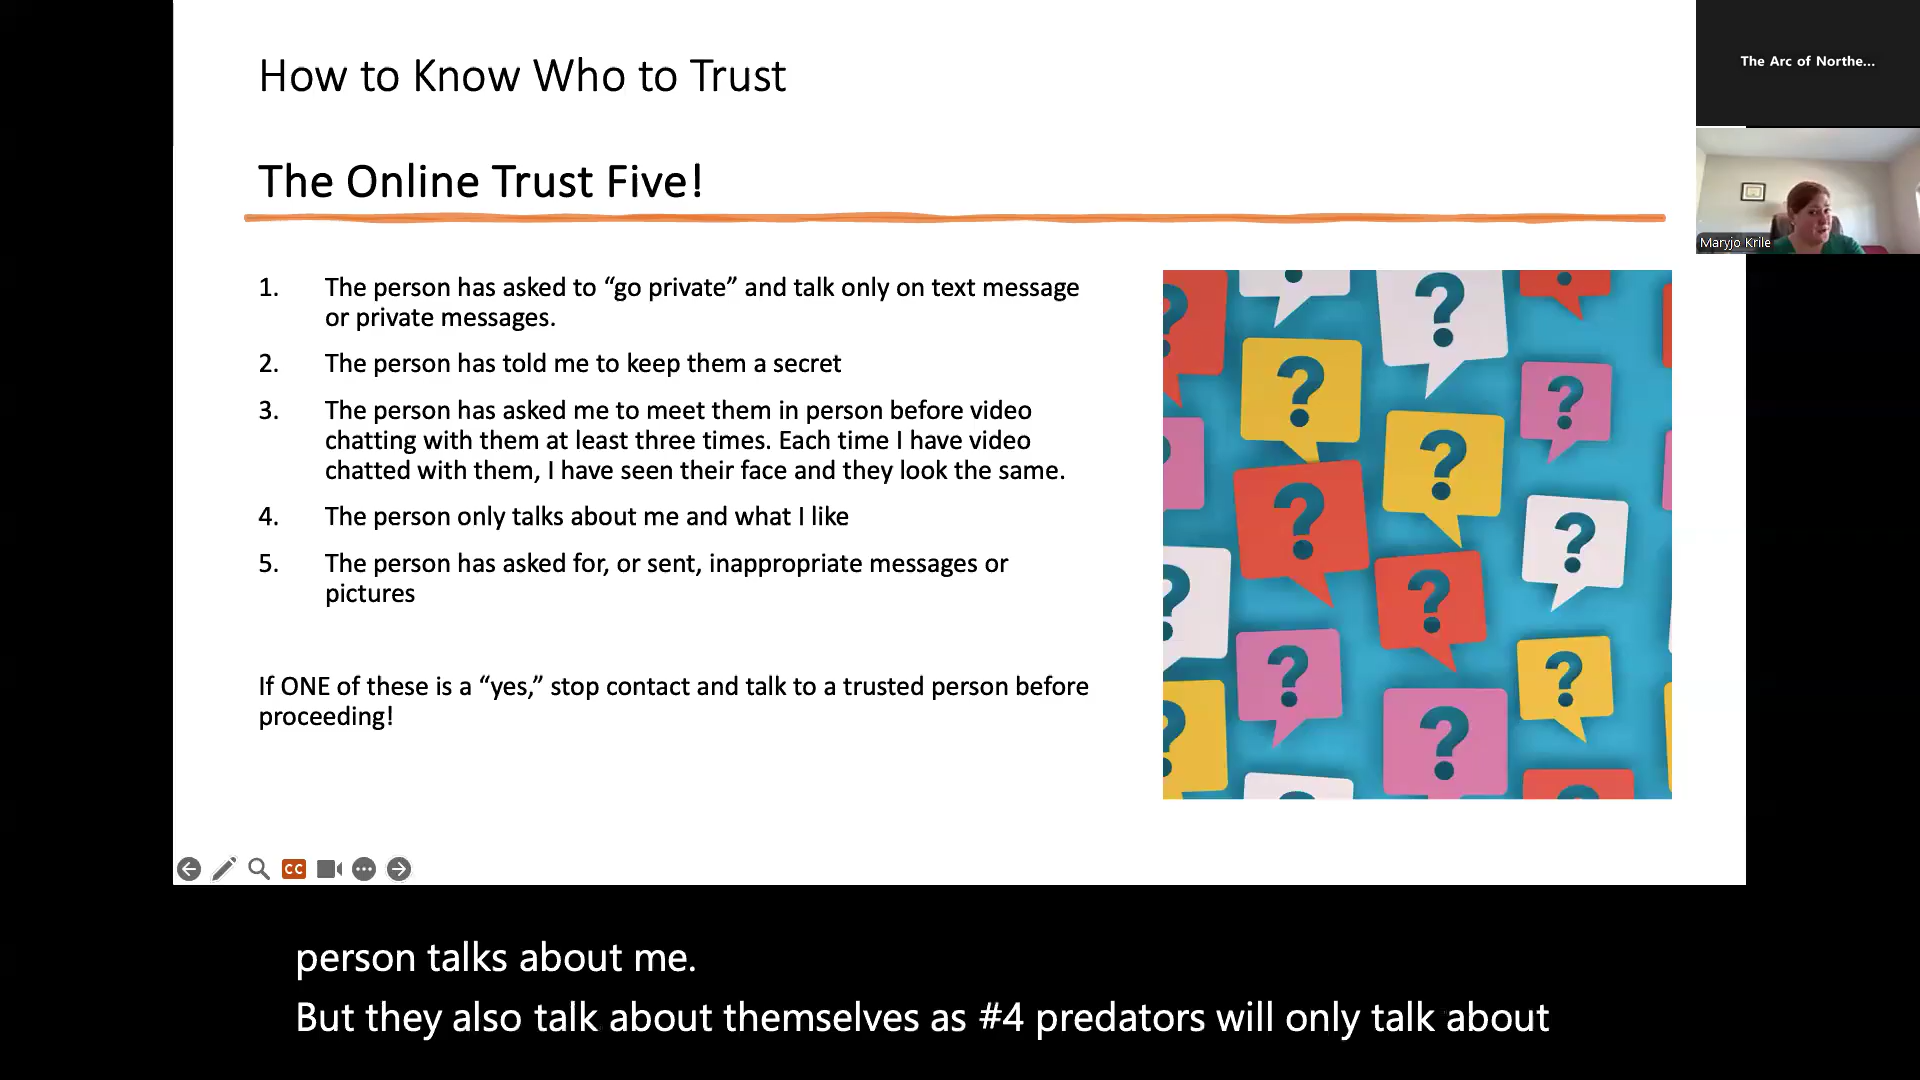 How to Know Who to Trust
The Online Trust Five!
1. The person has asked to “go private” and talk only on text message
or private messages.
2. The person has told me to keep them a secret
3. The person has asked me to meet them in person before video
chatting with them at least three times. Each time I have video
chatted with them, I have seen their face and they look the same.
4. The person only talks about me and what I like
5. The person has asked for, or sent, inappropriate messages or
pictures
If ONE of these is a “yes,” stop contact and talk to a trusted person before
proceeding!
The Arc of Northe...
Maryjo Krile
? ? ? ? ? ? ? ? ? ? ?
CC
person talks about me.
But they also talk about themselves as #4 predators will only talk about